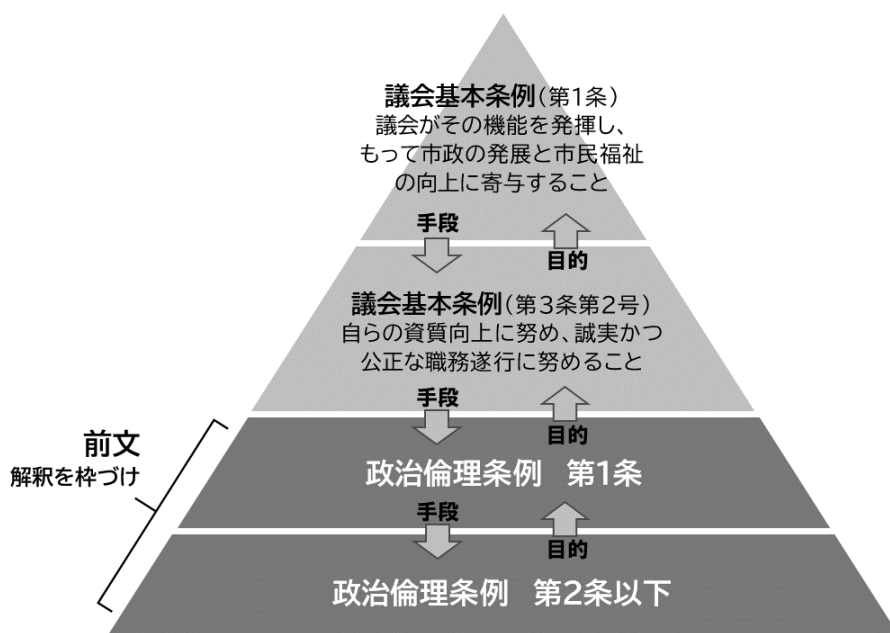 議会基本条例(第1条)
議会がその機能を発揮し、
もって市政の発展と市民福祉
の向上に寄与すること
手段
目的
議会基本条例(第3条第2号)
自らの資質向上に努め、誠実かつ
公正な職務遂行に努めること
手段
目的
前文
解釈を枠づけ
政治倫理条例 第1条
手段
目的
政治倫理条例 第2条以下